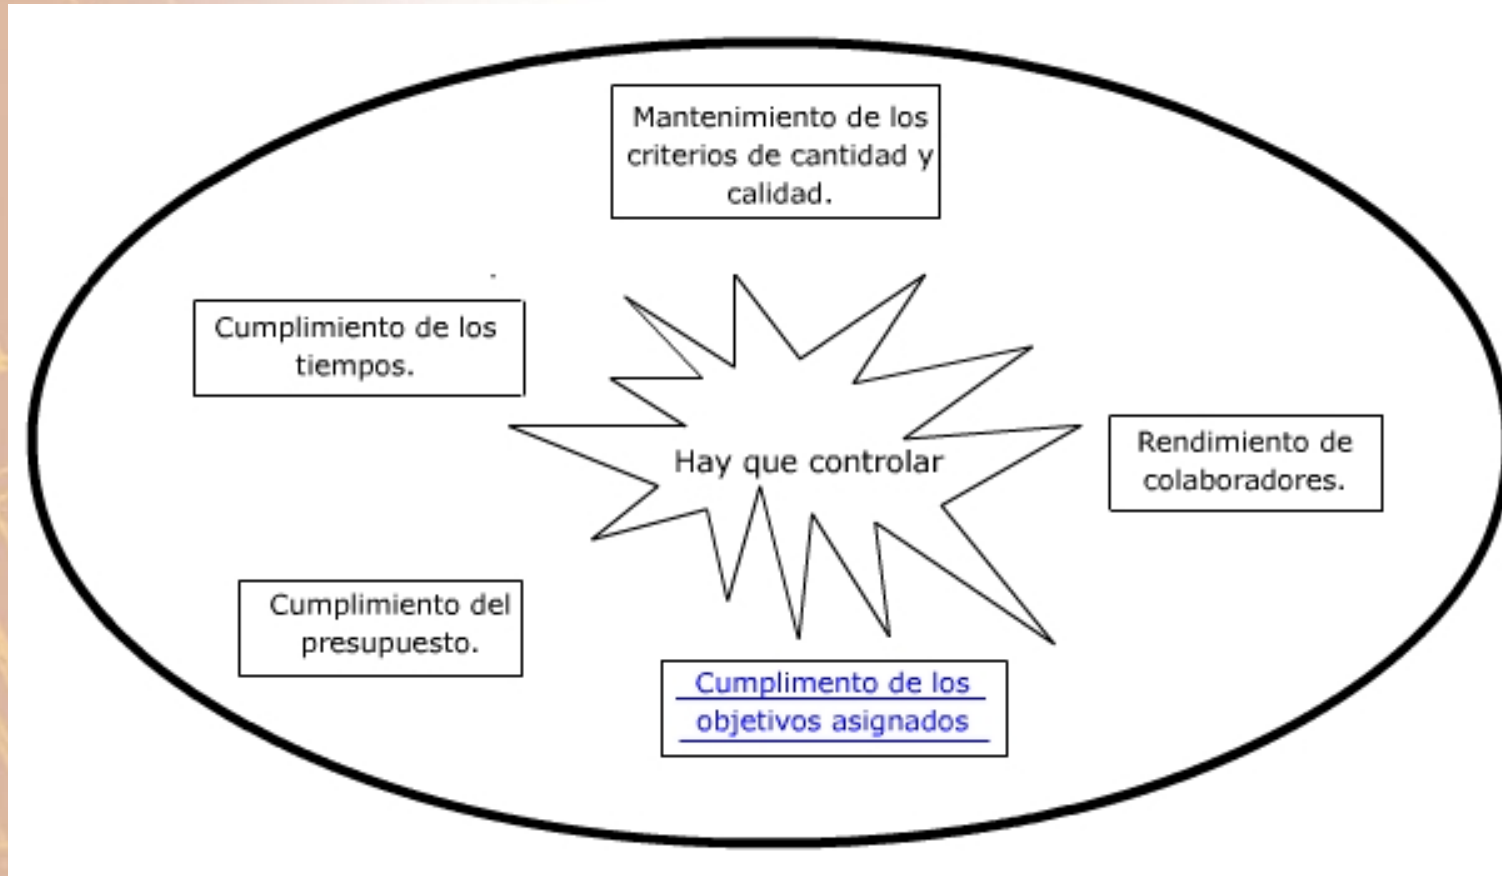 Mantenimiento de los
criterios de cantidad y
calidad.
Cumplimiento de los
tiempos.
Hay que controlar
Rendimiento de
colaboradores.
Cumplimiento del
presupuesto.
Cumplimento de los
objetivos asignados